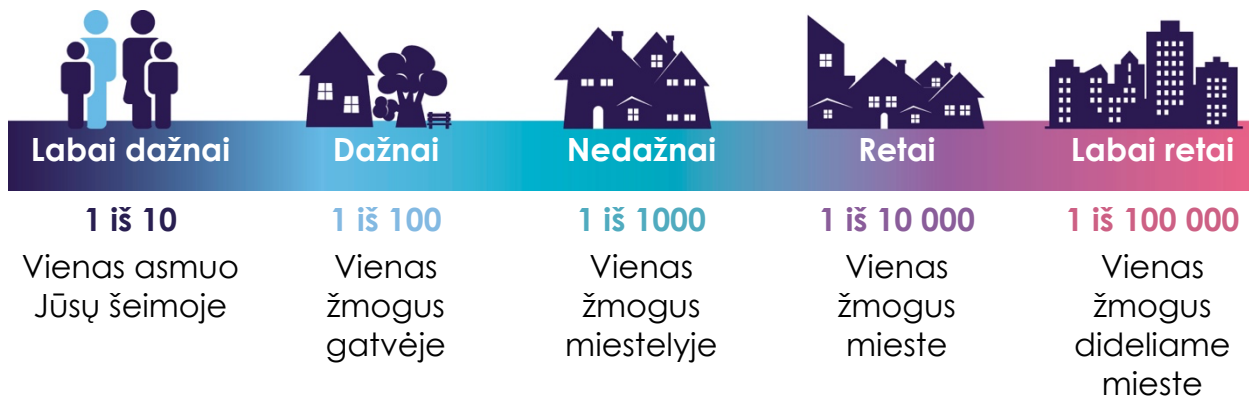 Labai dažnai
Dažnai
Nedažnai
Retai
Labai retai
1 iš 10
1 iš 100
1 iš 1000
1 iš 10 000
1 iš 100 000
Vienas asmuo
Jūsų šeimoje
Vienas
žmogus
gatvėje
Vienas
žmogus
miestelyje
Vienas
žmogus
mieste
Vienas
žmogus
dideliame
mieste